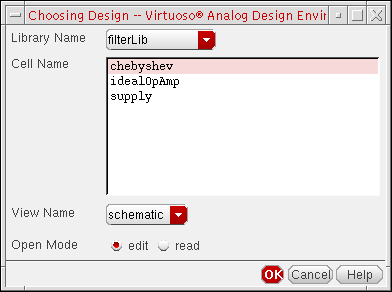 Choosing Design -- Virtuoso® Analog Design Envir
Library Name filterLib
Cell Name
chebyshev
idealOpAmp
supply
View Name schematic
Open Mode edit read
OK Cancel Help